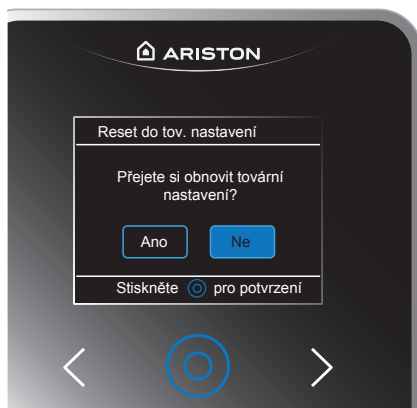 ARISTON
Reset do tov. nastavení
Přejete si obnovit tovární
nastavení?
Ano
Ne
Stiskněte pro potvrzení